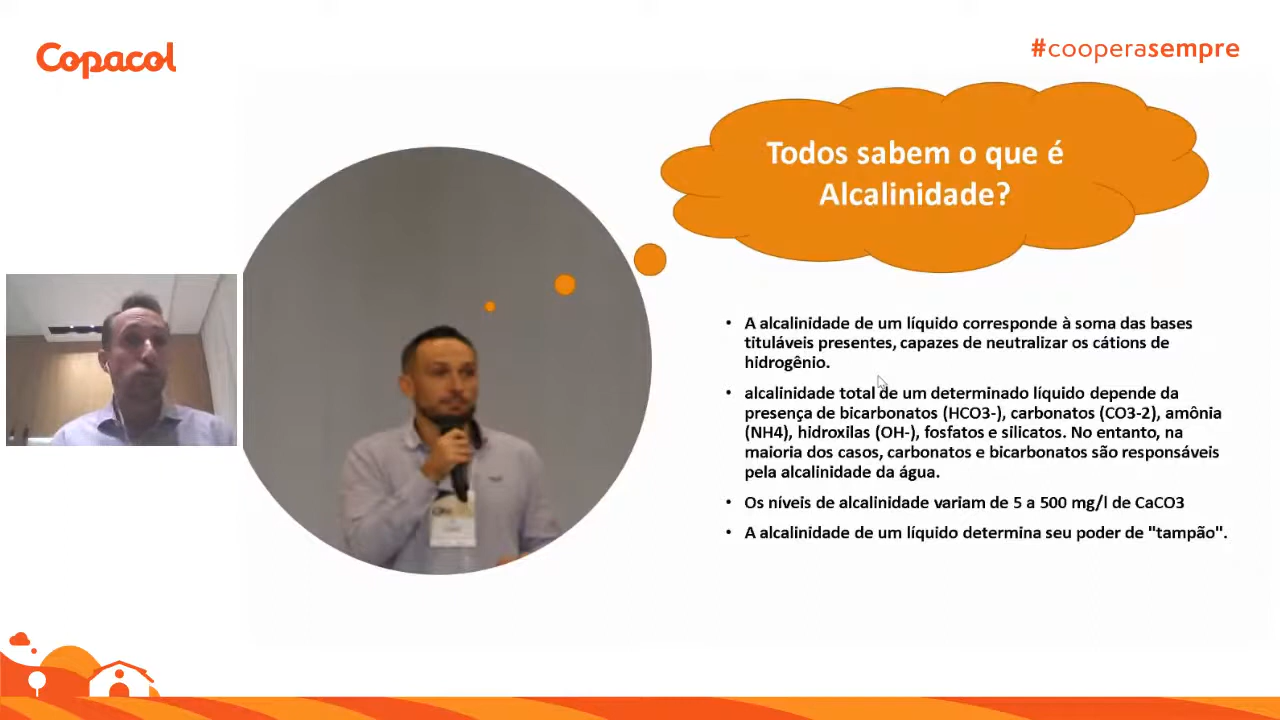 Copacol
#cooperasempre
Todos sabem o que é
Alcalinidade?
• A alcalinidade de um líquido corresponde à soma das bases
tituláveis presentes, capazes de neutralizar os cátions de
hidrogênio.
• alcalinidade total de um determinado líquido depende da
presença de bicarbonatos (HCO3-), carbonatos (CO3-2), amônia
(NH4), hidroxilas (OH-), fosfatos e silicatos. No entanto, na
maioria dos casos, carbonatos e bicarbonatos são responsáveis
pela alcalinidade da água.
• Os níveis de alcalinidade variam de 5 a 500 mg/l de CaCO3
• A alcalinidade de um líquido determina seu poder de "tampão".